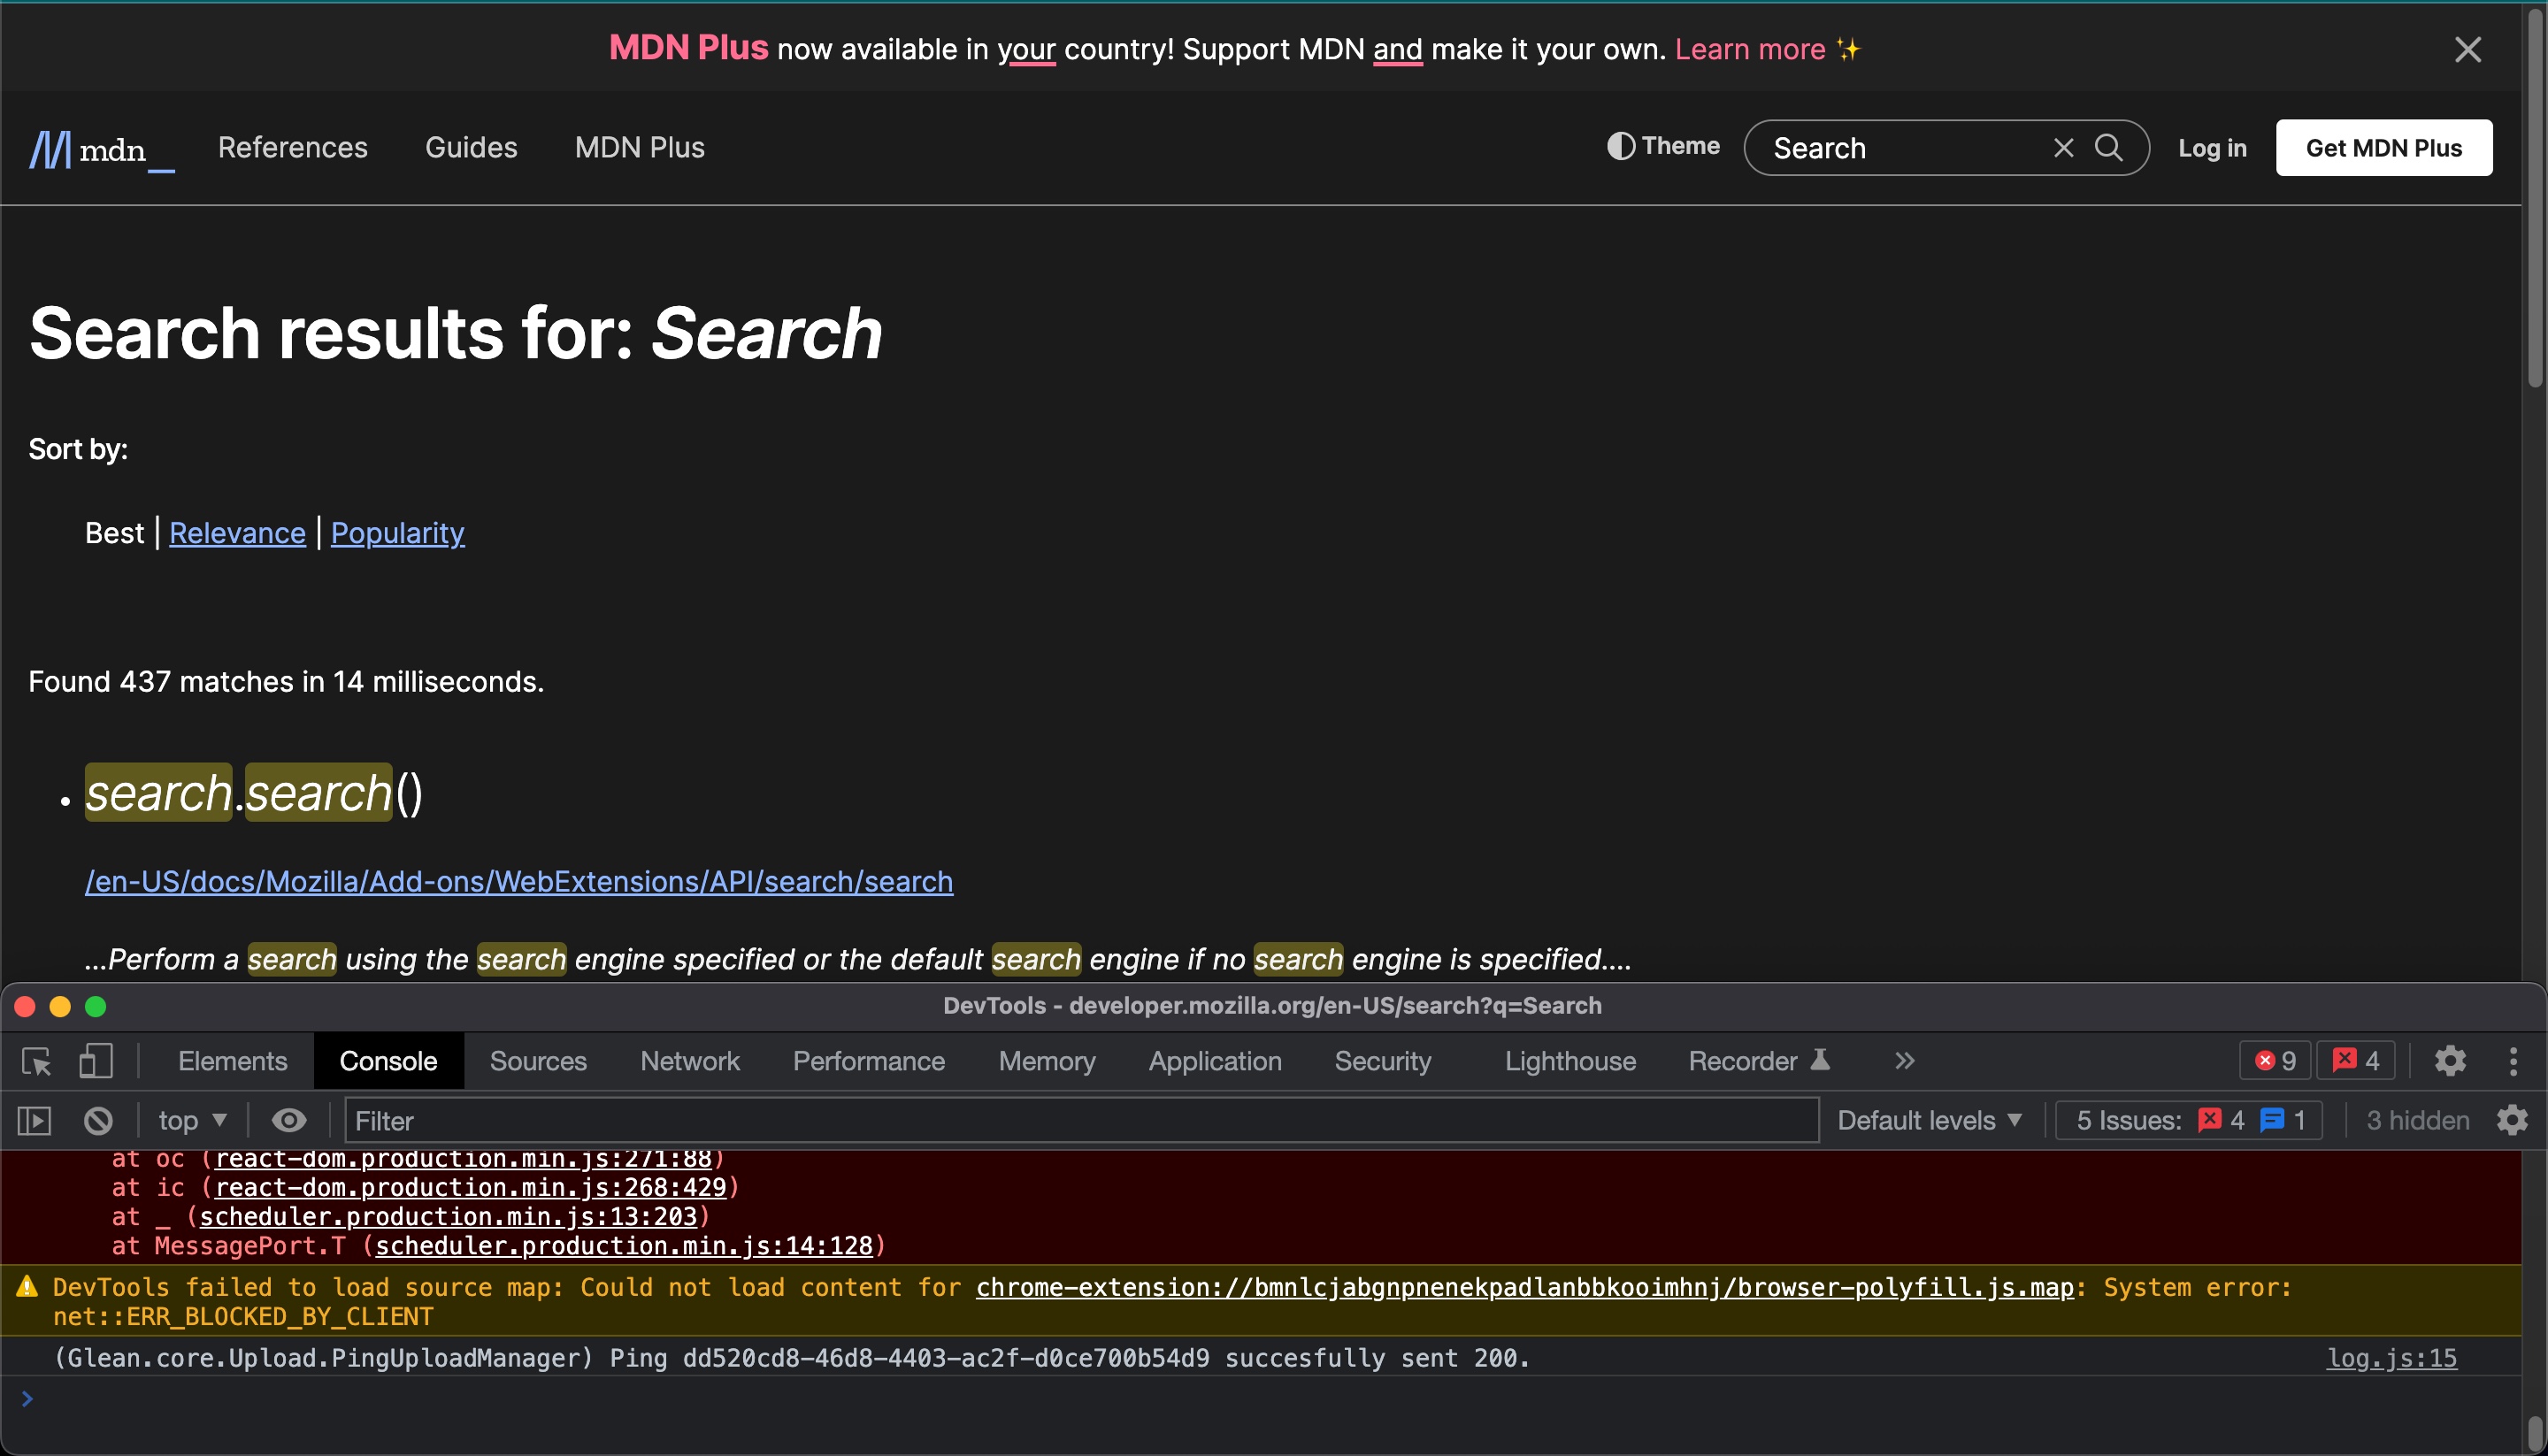 MDN Plus now available in your country! Support MDN and make it your own. Learn more ✨
mdn_ References Guides MDN Plus Theme Search Log in Get MDN Plus
Search results for: Search
Sort by:
Best | Relevance | Popularity
Found 437 matches in 14 milliseconds.
• search.search()
/en-US/docs/Mozilla/Add-ons/WebExtensions/API/search/search
...Perform a search using the search engine specified or the default search engine if no search engine is specified....
DevTools - developer.mozilla.org/en-US/search?q=Search
Elements Console Sources Network Performance Memory Application Security Lighthouse Recorder » 9 4
top ▼ Filter Default levels ▼ 5 Issues: 4 1 3 hidden
at oc (react-dom.production.min.js:271:88)
at ic (react-dom.production.min.js:268:429)
at _ (scheduler.production.min.js:13:203)
at MessagePort.T (scheduler.production.min.js:14:128)
DevTools failed to load source map: Could not load content for chrome-extension://bmnlcjabgnpnenekpadlanbbkooimhnj/browser-polyfill.js.map: System error:
net::ERR_BLOCKED_BY_CLIENT
(Glean.core.Upload.PingUploadManager) Ping dd520cd8-46d8-4403-ac2f-d0ce700b54d9 succesfully sent 200. log.js:15